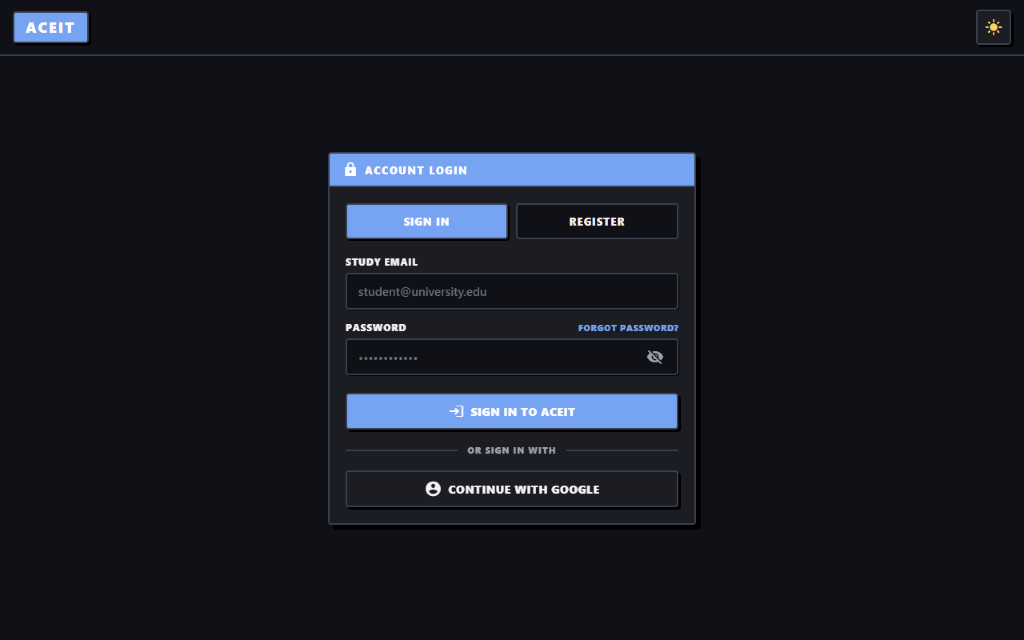 ACEIT
ACCOUNT LOGIN
SIGN IN
REGISTER
STUDY EMAIL
student@university.edu
PASSWORD
FORGOT PASSWORD?
••••••••••••
SIGN IN TO ACEIT
OR SIGN IN WITH
CONTINUE WITH GOOGLE